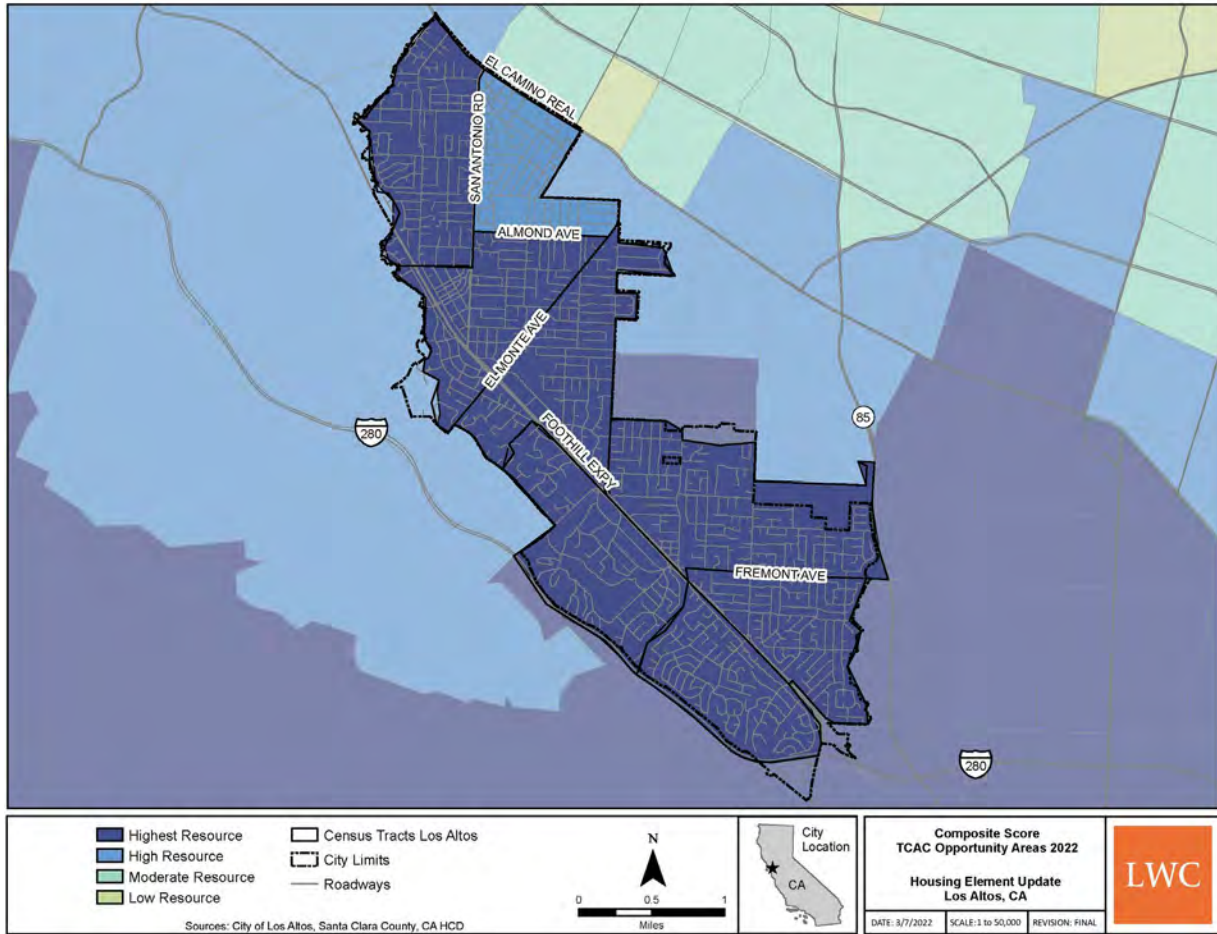 EL CAMINO REAL
SAN ANTONIO RD
ALMOND AVE
EL MONTE AVE
FOOTHILL EXPY
280
85
FREMONT AVE
280
Highest Resource
High Resource
Moderate Resource
Low Resource
Census Tracts Los Altos
City Limits
Roadways
Sources: City of Los Altos, Santa Clara County, CA HCD
N
0 0.5 1
Miles
City
Location
CA
Composite Score
TCAC Opportunity Areas 2022
Housing Element Update
Los Altos, CA
DATE: 3/7/2022 SCALE:1 to 50,000 REVISION: FINAL
LWC